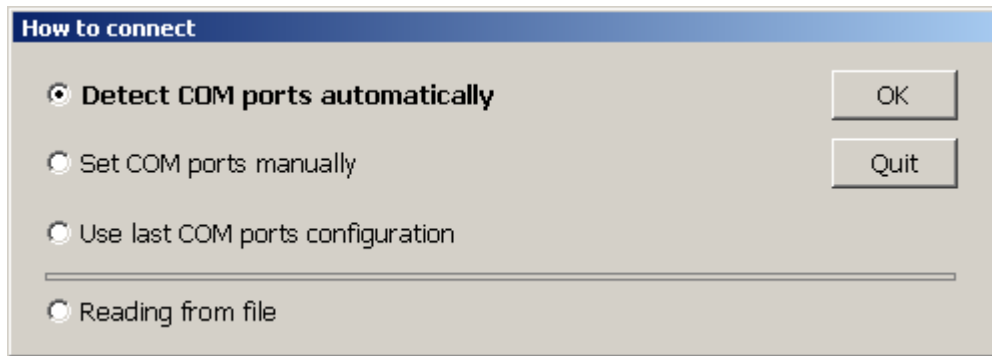 How to connect
Detect COM ports automatically
OK
Set COM ports manually
Quit
Use last COM ports configuration
Reading from file